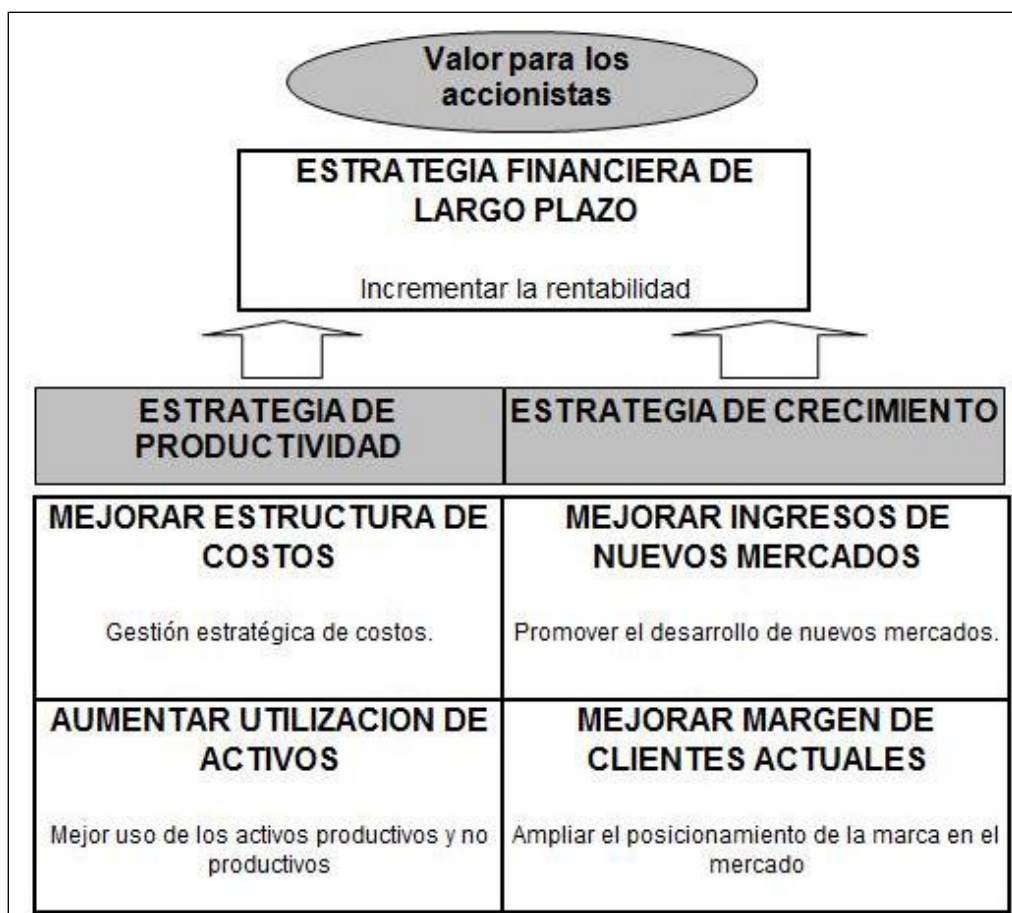 Valor para los
accionistas
ESTRATEGIA FINANCIERA DE
LARGO PLAZO
Incrementar la rentabilidad
ESTRATEGIA DE
PRODUCTIVIDAD
ESTRATEGIA DE CRECIMIENTO
MEJORAR ESTRUCTURA DE
COSTOS
Gestión estratégica de costos.
MEJORAR INGRESOS DE
NUEVOS MERCADOS
Promover el desarrollo de nuevos mercados.
AUMENTAR UTILIZACION DE
ACTIVOS
Mejor uso de los activos productivos y no
productivos
MEJORAR MARGEN DE
CLIENTES ACTUALES
Ampliar el posicionamiento de la marca en el
mercado